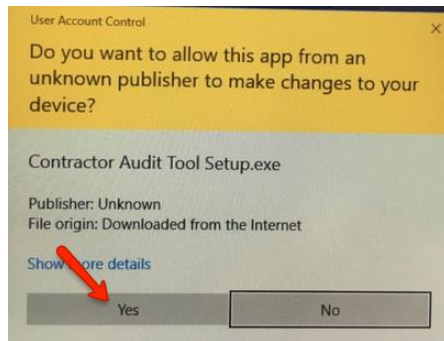 User Account Control
Do you want to allow this app from an
unknown publisher to make changes to your
device?
Contractor Audit Tool Setup.exe
Publisher: Unknown
File origin: Downloaded from the Internet
Show more details
Yes
No